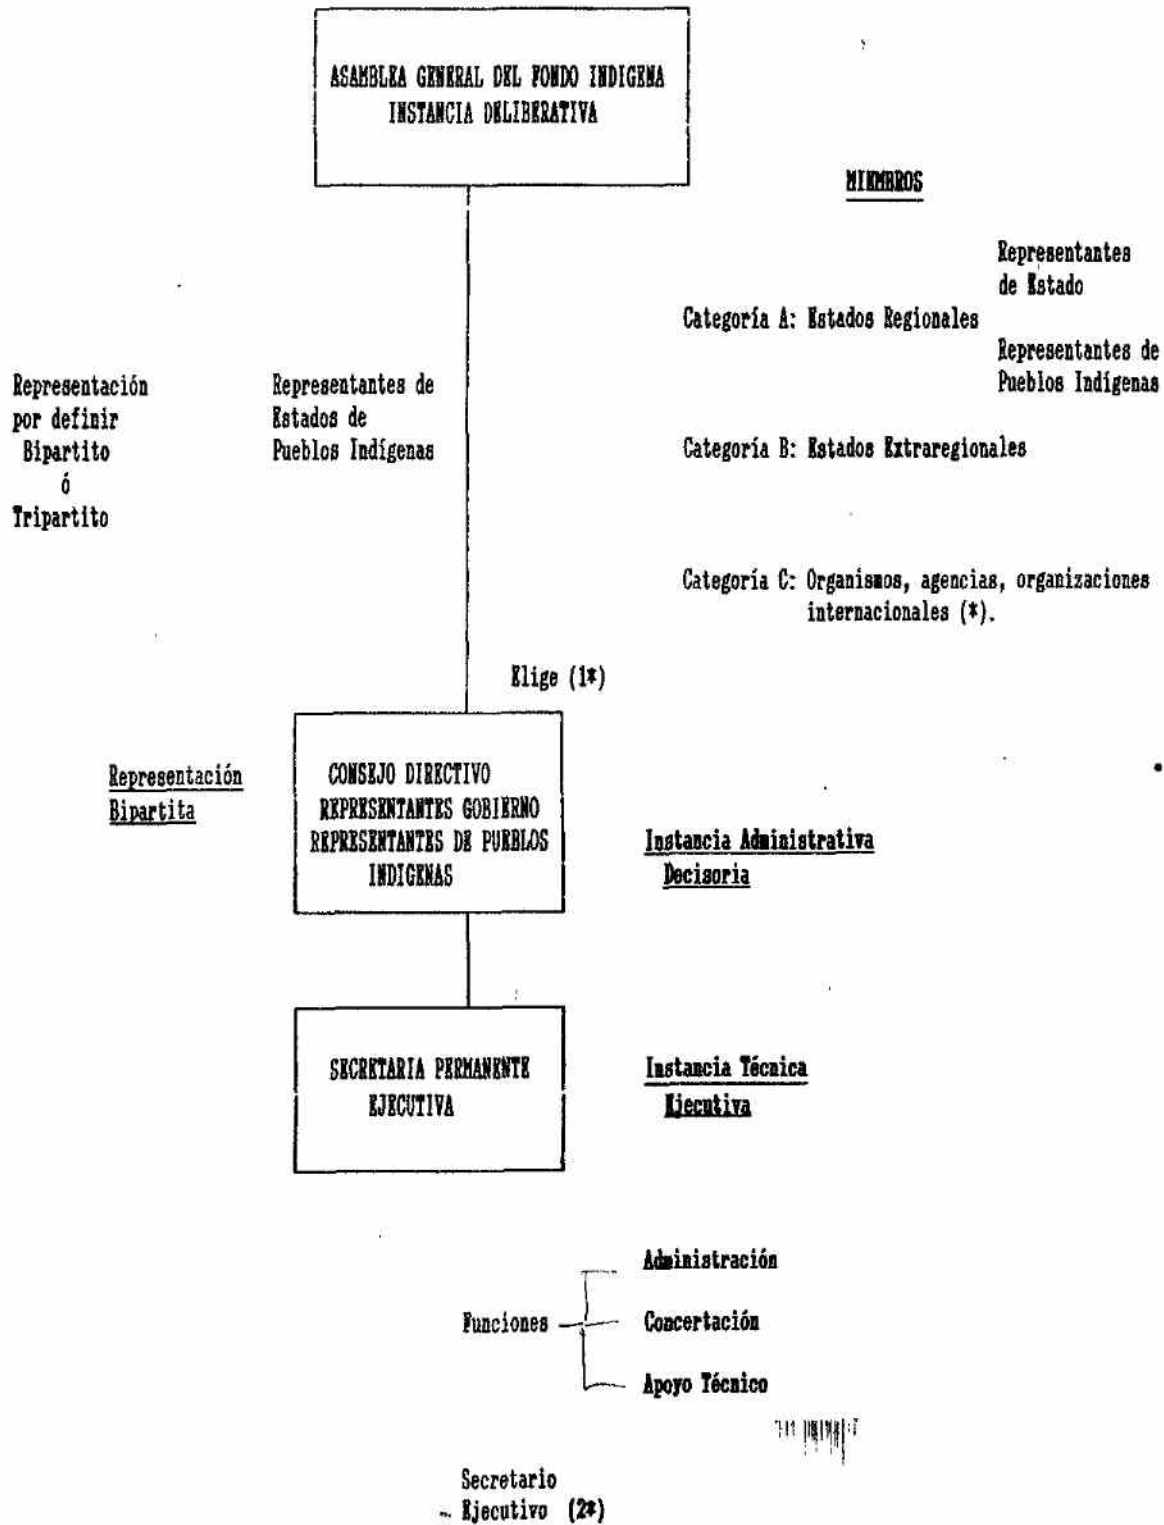 ASAMBLEA GENERAL DEL FONDO INDIGENA
INSTANCIA DELIBERATIVA
MIEMBROS
Representantes
de Estado
Categoría A: Estados Regionales
Representantes de
Pueblos Indígenas
Representación
por definir
Bipartito
ó
Tripartito
Representantes de
Estados de
Pueblos Indígenas
Categoría B: Estados Extraregionales
Categoría C: Organismos, agencias, organizaciones
internacionales (*).
Elige (1*)
Representación
Bipartita
CONSEJO DIRECTIVO
REPRESENTANTES GOBIERNO
REPRESENTANTES DE PUEBLOS
INDIGENAS
Instancia Administrativa
Decisoria
SECRETARIA PERMANENTE
EJECUTIVA
Instancia Técnica
Ejecutiva
Funciones
Administración
Concertación
Apoyo Técnico
Secretario
Ejecutivo (2*)